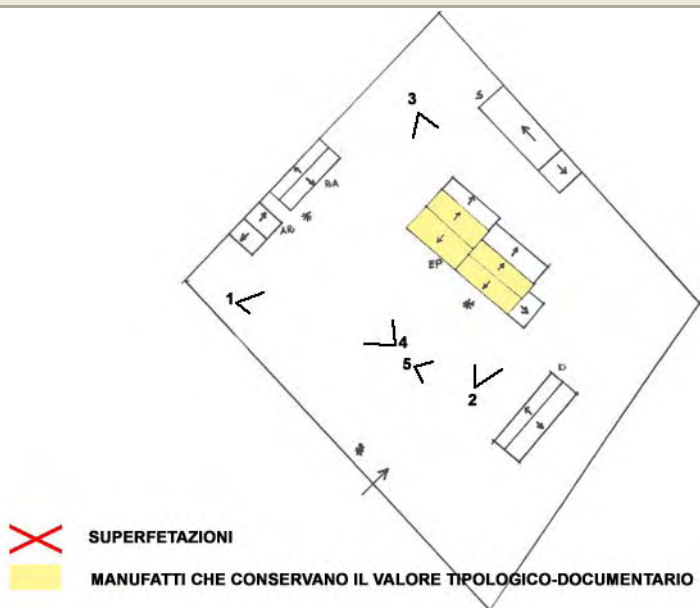 3
S
RA
AR
1
EP
4
5
2
D
SUPERFETAZIONI
MANUFATTI CHE CONSERVANO IL VALORE TIPOLOGICO-DOCUMENTARIO